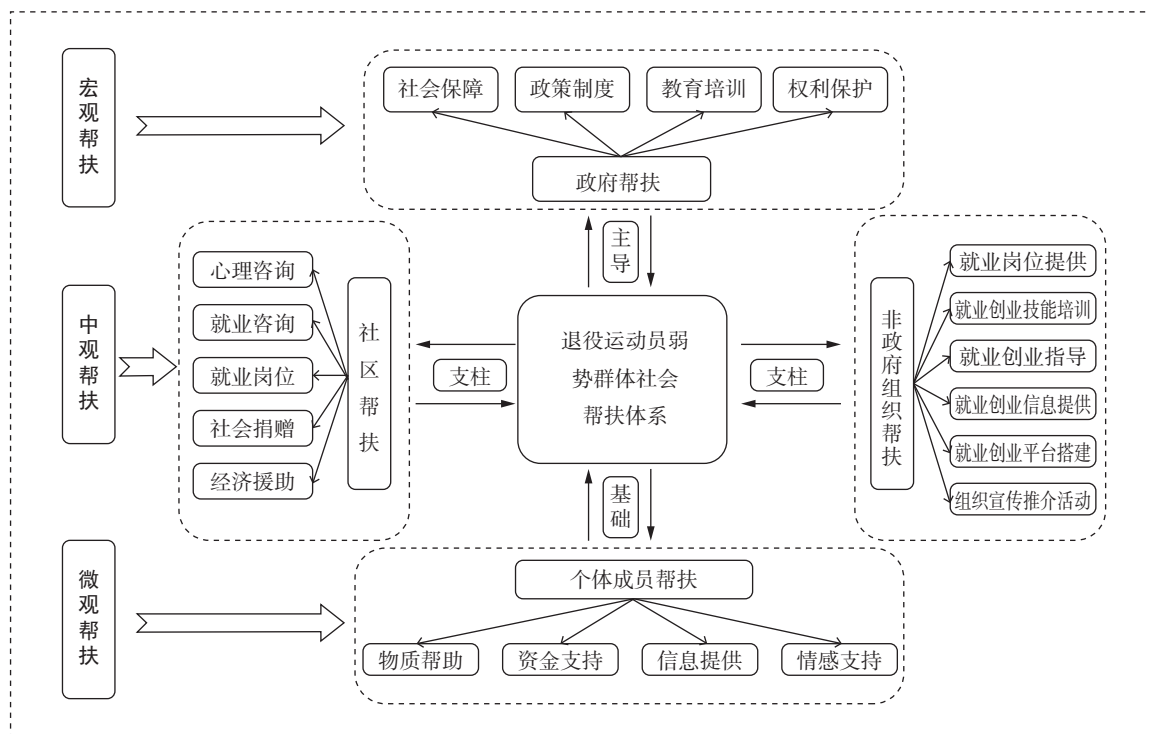 宏观帮扶
社会保障
政策制度
教育培训
权利保护
政府帮扶
主导
中观帮扶
心理咨询
就业咨询
就业岗位
社会捐赠
经济援助
社区帮扶
支柱
退役运动员弱
势群体社会
帮扶体系
支柱
非政府组织帮扶
就业岗位提供
就业创业技能培训
就业创业指导
就业创业信息提供
就业创业平台搭建
组织宣传推介活动
基础
微观帮扶
个体成员帮扶
物质帮助
资金支持
信息提供
情感支持